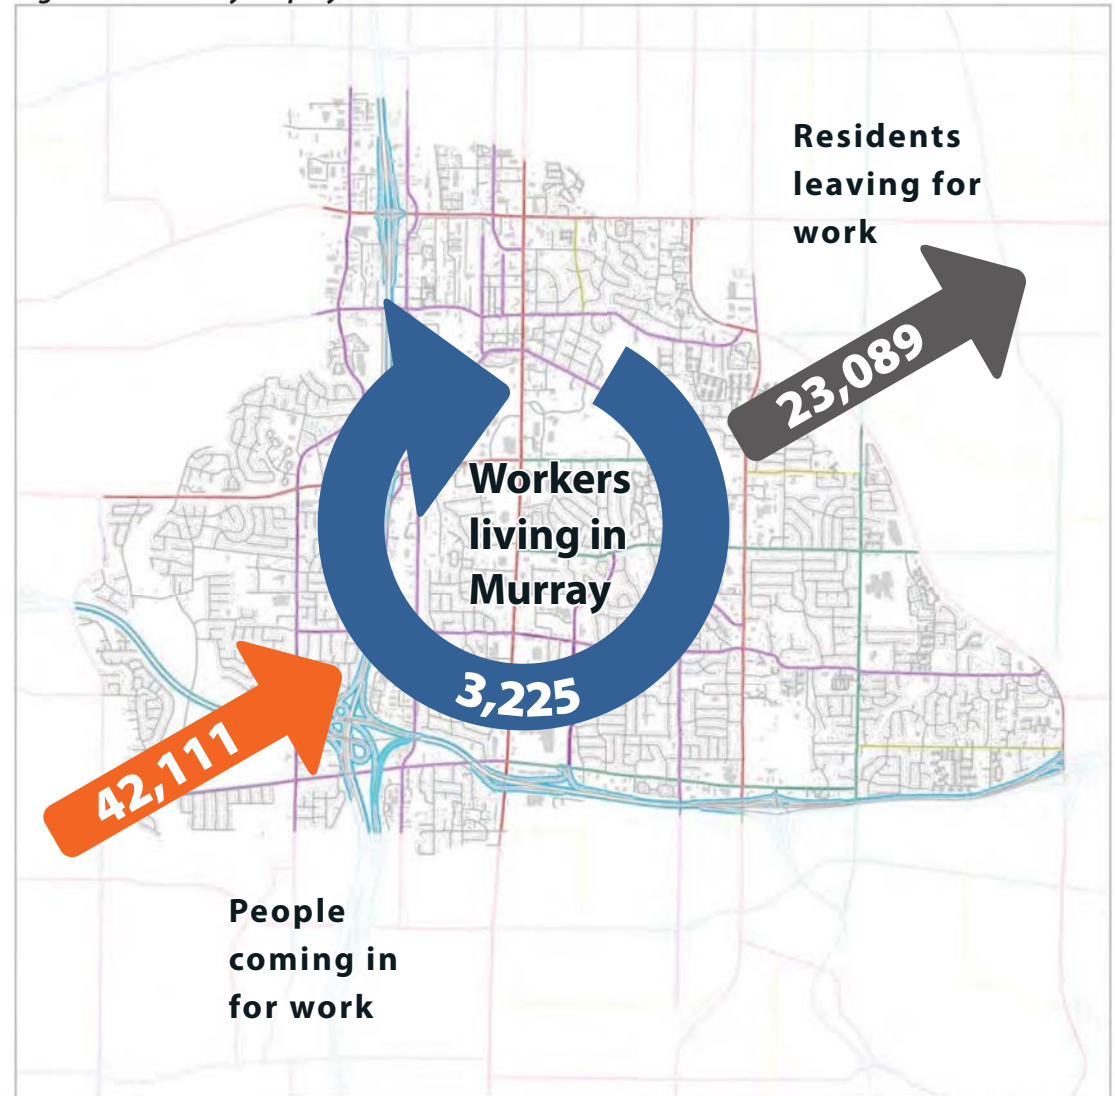 Residents
leaving for
work
23,089
Workers
living in
Murray
3,225
42,111
People
coming in
for work